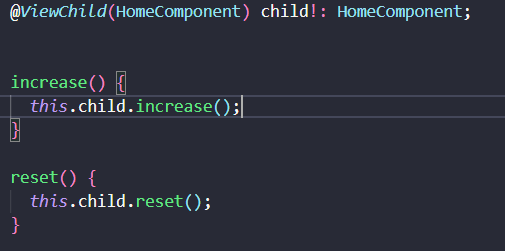 @ViewChild(HomeComponent) child!: HomeComponent;
increase() {
this.child.increase();
}
reset() {
this.child.reset();
}